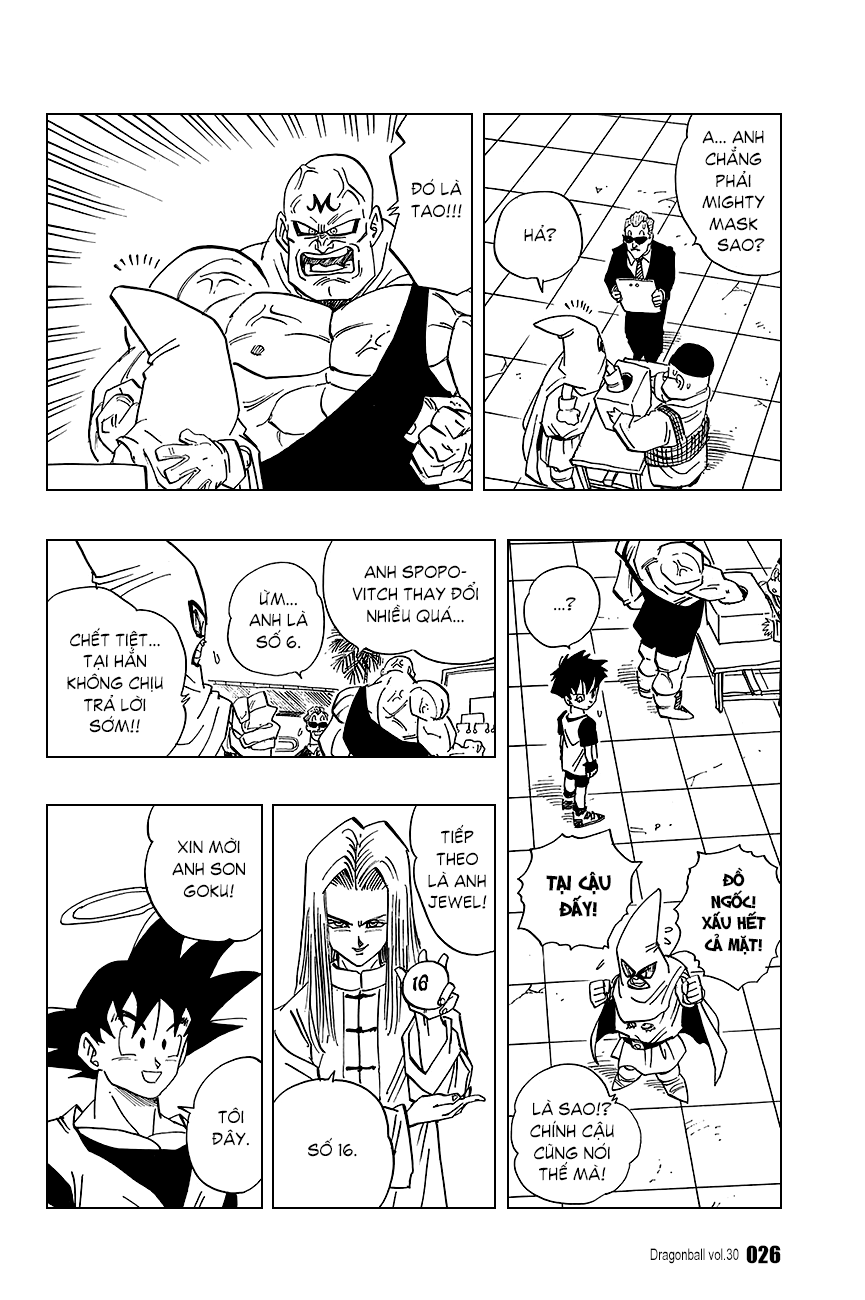 A... ANH
CHẲNG
PHẢI
MIGHTY
MASK
SAO?
HẢ?
ĐÓ LÀ
TAO!!!
...?
TẠI CẬU
ĐẤY!
ĐỒ
NGỐC!
XẤU HẾT
CẢ MẶT!
LÀ SAO!?
CHÍNH CẬU
CŨNG NÓI
THẾ MÀ!
ANH SPOPO-
VITCH THAY ĐỔI
NHIỀU QUÁ...
ỪM...
ANH LÀ
SỐ 6.
CHẾT TIỆT...
TẠI HẮN
KHÔNG CHỊU
TRẢ LỜI
SỚM!!
TIẾP
THEO
LÀ ANH
JEWEL!
16
SỐ 16.
XIN MỜI
ANH SON
GOKU!
TÔI
ĐÂY.
Dragonball vol.30 026